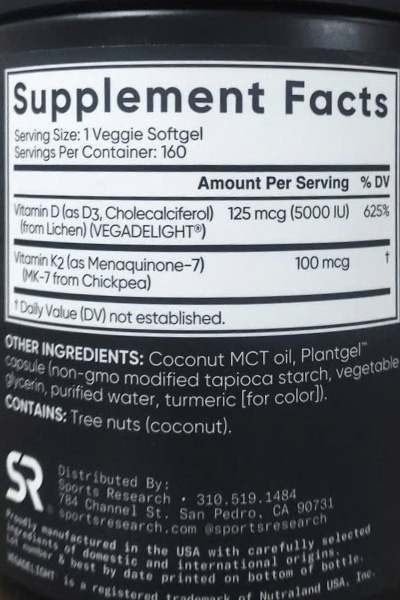 Supplement Facts
Serving Size: 1 Veggie Softgel
Servings Per Container: 160
Amount Per Serving % DV
Vitamin D (as D3, Cholecalciferol) 125 mcg (5000 IU) 625%
(from Lichen) (VEGADELIGHT®)
Vitamin K2 (as Menaquinone-7) 100 mcg †
(MK-7 from Chickpea)
† Daily Value (DV) not established.
OTHER INGREDIENTS: Coconut MCT oil, Plantgel™
capsule (non-gmo modified tapioca starch, vegetable
glycerin, purified water, turmeric [for color]).
CONTAINS: Tree nuts (coconut).
SR
Distributed By:
Sports Research • 310.519.1484
784 Channel St. San Pedro, CA 90731
sportsresearch.com @sportsresearch
Proudly manufactured in the USA with carefully selected
ingredients of domestic and international origins.
Lot number & best by date printed on bottom of bottle.
VEGADELIGHT is a registered trademark of Nutraland USA, Inc.